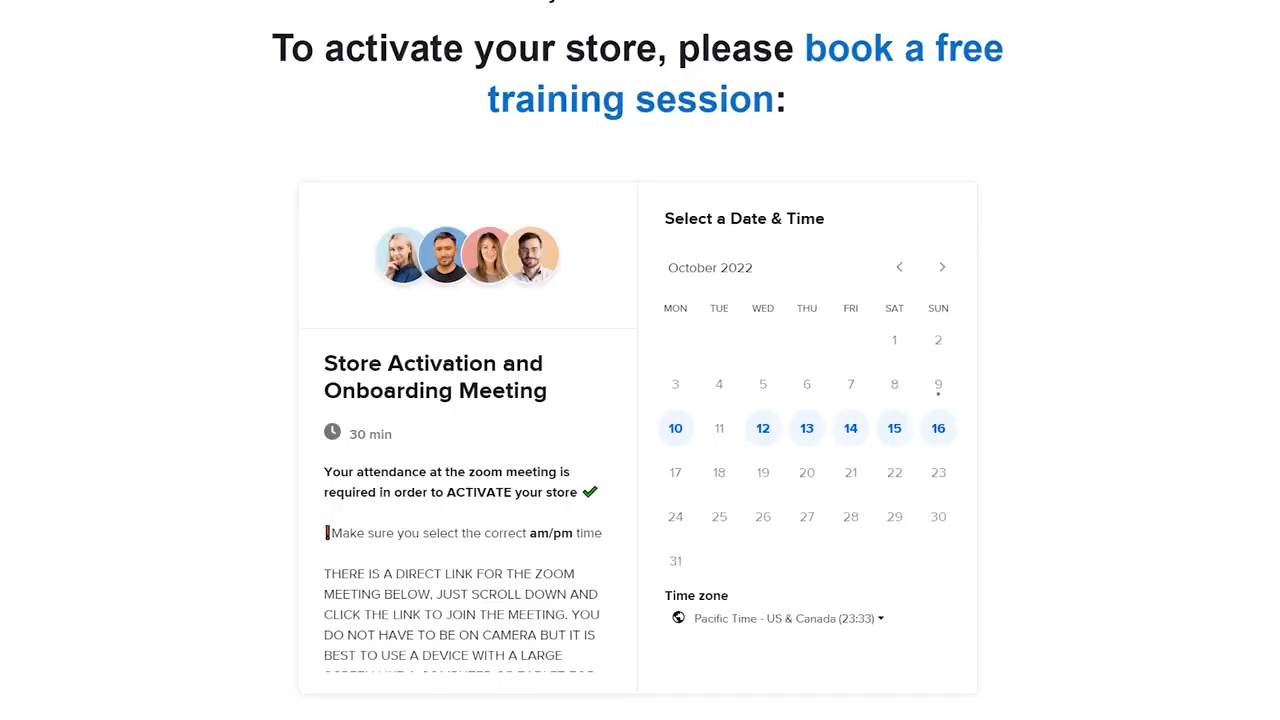 To activate your store, please book a free
training session:
Store Activation and
Onboarding Meeting
30 min
Your attendance at the zoom meeting is
required in order to ACTIVATE your store
Make sure you select the correct am/pm time
THERE IS A DIRECT LINK FOR THE ZOOM
MEETING BELOW, JUST SCROLL DOWN AND
CLICK THE LINK TO JOIN THE MEETING. YOU
DO NOT HAVE TO BE ON CAMERA BUT IT IS
BEST TO USE A DEVICE WITH A LARGE
Select a Date & Time
October 2022
MON TUE WED THU FRI SAT SUN
1 2
3 4 5 6 7 8 9
10 11 12 13 14 15 16
17 18 19 20 21 22 23
24 25 26 27 28 29 30
31
Time zone
Pacific Time - US & Canada (23:33)